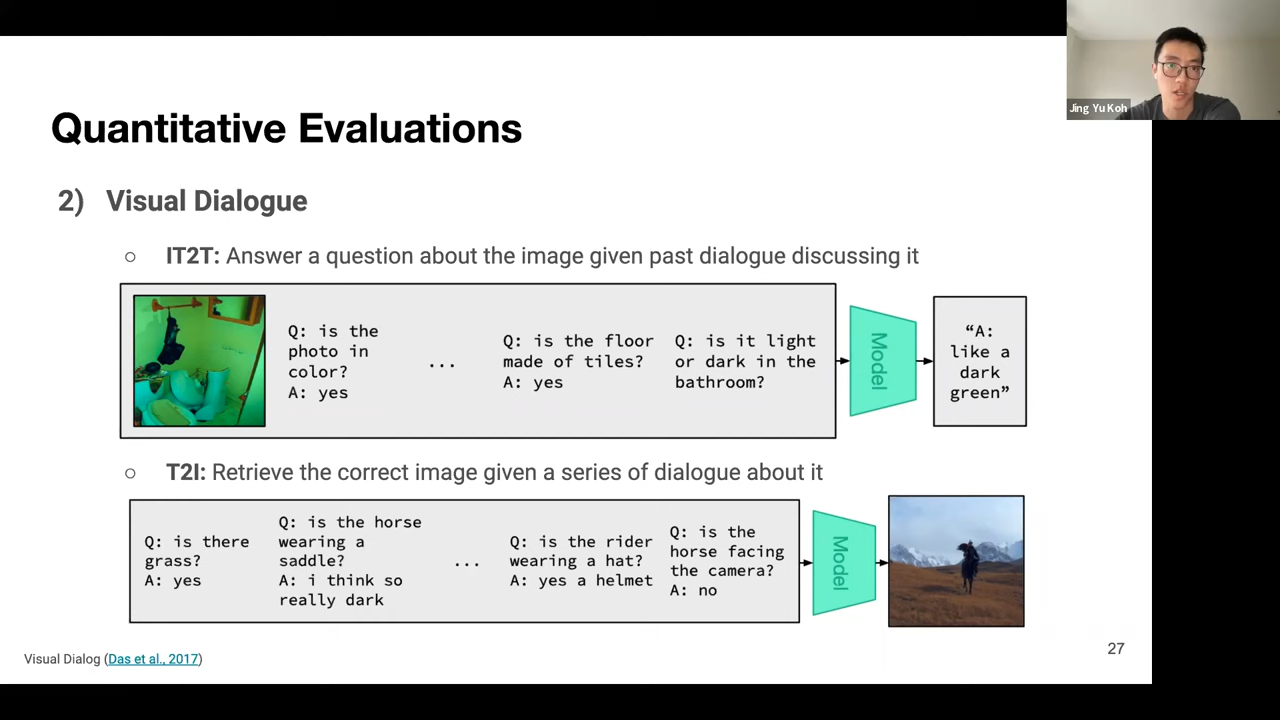 Jing Yu Koh
Quantitative Evaluations
2) Visual Dialogue
○ IT2T: Answer a question about the image given past dialogue discussing it
Q: is the
photo in
color?
A: yes
...
Q: is the floor
made of tiles?
A: yes
Q: is it light
or dark in the
bathroom?
Model
“A:
like a
dark
green”
○ T2I: Retrieve the correct image given a series of dialogue about it
Q: is there
grass?
A: yes
Q: is the horse
wearing a
saddle?
A: i think so
really dark
...
Q: is the rider
wearing a hat?
A: yes a helmet
Q: is the
horse facing
the camera?
A: no
Model
27
Visual Dialog (Das et al., 2017)